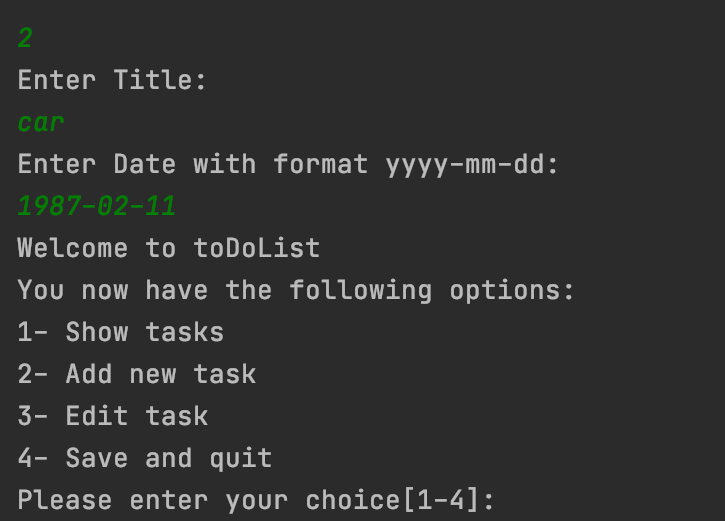 2
Enter Title:
car
Enter Date with format yyyy-mm-dd:
1987-02-11
Welcome to toDoList
You now have the following options:
1- Show tasks
2- Add new task
3- Edit task
4- Save and quit
Please enter your choice[1-4]: